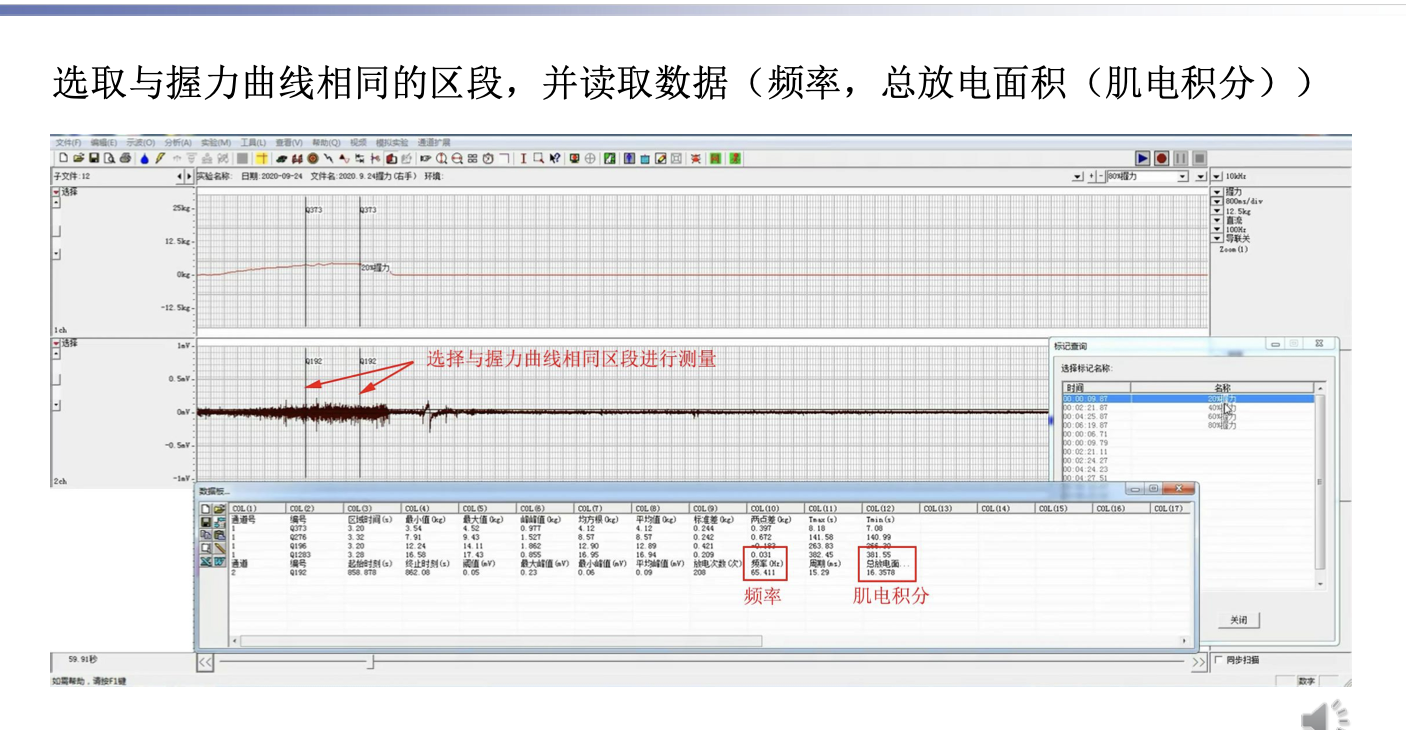 选取与握力曲线相同的区段，并读取数据（频率，总放电面积（肌电积分））
文件(F) 编辑(E) 示波(O) 分析(A) 实验(M) 工具(L) 查看(V) 帮助(Q) 视频 模拟实验 通道扩展
子文件:12
实验名称: 日期:2020-09-24 文件名:2020.9.24握力(右手) 环境:
+ - 80%握力
10kHz
选择
25kg
12.5kg
0kg
-12.5kg
1ch
Q373 Q373
20%握力
握力
800ms/div
12.5kg
直流
100Hz
导联关
Zoom(1)
选择
1mV
0.5mV
0mV
-0.5mV
-1mV
2ch
Q192 Q192
选择与握力曲线相同区段进行测量
标记查询
选择标记名称:
时间 名称
00:00:09.87 20%握力
00:02:21.87 40%握力
00:04:25.87 60%握力
00:06:19.87 80%握力
00:00:06.71
00:00:09.79
00:02:21.11
00:02:24.27
00:04:24.23
00:04:27.51
关闭
数据板...
COL(1) COL(2) COL(3) COL(4) COL(5) COL(6) COL(7) COL(8) COL(9) COL(10) COL(11) COL(12) COL(13) COL(14) COL(15) COL(16) COL(17)
通道号 编号 区域时间(s) 最小值(kg) 最大值(kg) 峰峰值(kg) 均方根(kg) 平均值(kg) 标准差(kg) 两点差(kg) Tmax(s) Tmin(s)
1 Q373 3.20 3.54 4.52 0.977 4.12 4.12 0.244 0.397 8.18 7.08
1 Q276 3.32 7.91 9.43 1.527 8.57 8.57 0.242 0.672 141.58 140.99
1 Q196 3.20 12.24 14.11 1.862 12.90 12.89 0.421 -0.183 263.83
1 Q1283 3.28 16.58 17.43 0.855 16.95 16.94 0.209 0.031 382.45 381.55
通道 编号 起始时刻(s) 终止时刻(s) 阈值(mV) 最大峰值(mV) 最小峰值(mV) 平均峰值(mV) 放电次数(次) 频率(Hz) 周期(ms) 总放电面...
2 Q192 858.878 862.08 0.05 0.23 0.06 0.09 208 65.411 15.29 16.3578
频率 肌电积分
59.91秒
<< >>
同步扫描
如需帮助，请按F1键
数字